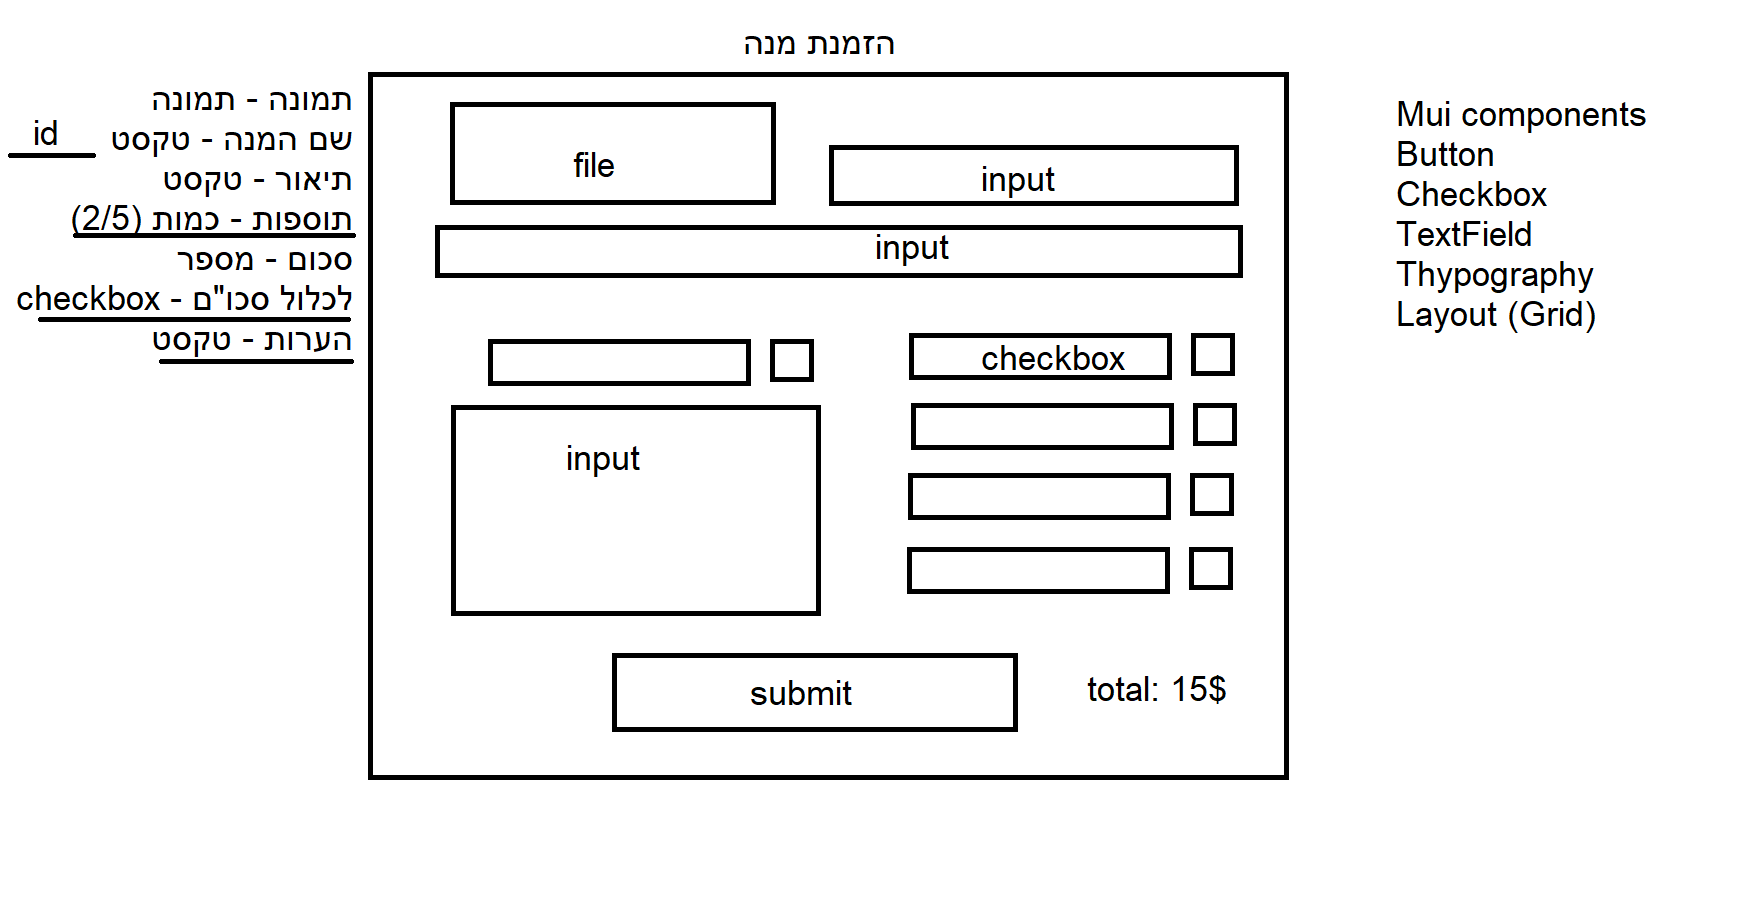 הזמנת מנה
תמונה - תמונה
שם המנה - טקסט
id
תיאור - טקסט
תוספות - כמות (2/5)
סכום - מספר
לכלול סכו"ם - checkbox
הערות - טקסט
file
input
input
checkbox
input
submit
total: 15$
Mui components
Button
Checkbox
TextField
Thypography
Layout (Grid)